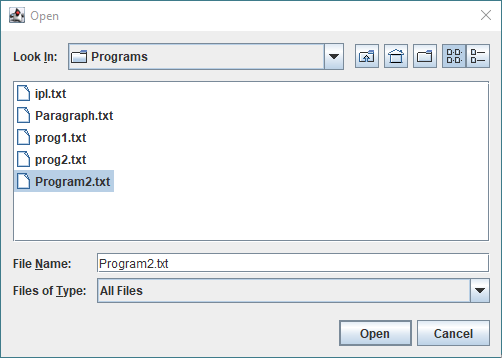 Open
Look In: Programs
ipl.txt
Paragraph.txt
prog1.txt
prog2.txt
Program2.txt
File Name: Program2.txt
Files of Type: All Files
Open Cancel